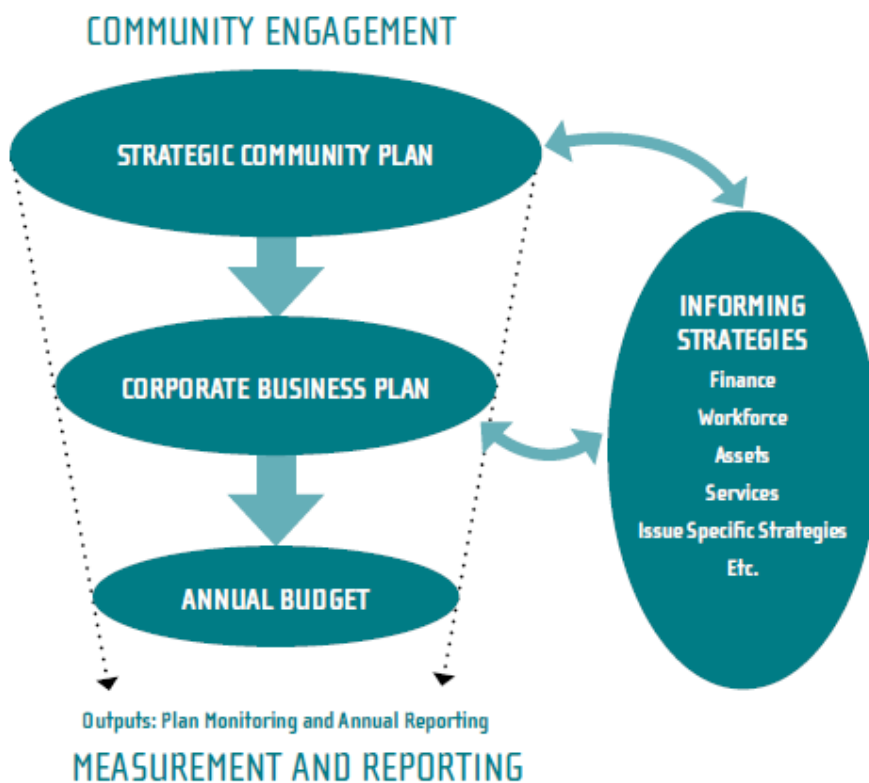 COMMUNITY ENGAGEMENT
STRATEGIC COMMUNITY PLAN
CORPORATE BUSINESS PLAN
ANNUAL BUDGET
INFORMING
STRATEGIES
Finance
Workforce
Assets
Services
Issue Specific Strategies
Etc.
Outputs: Plan Monitoring and Annual Reporting
MEASUREMENT AND REPORTING